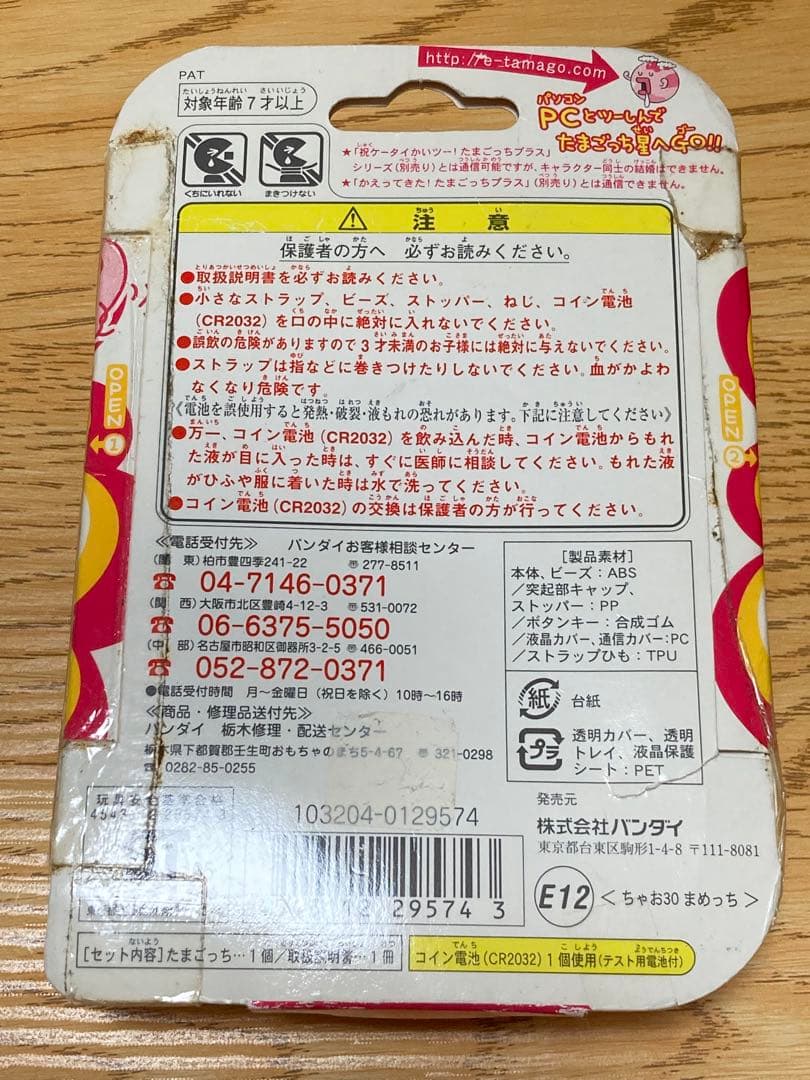 http://e-tamago.com
パソコン
PCとツーしんで
たまごっち星へGO!!
PAT
対象年齢7才以上
くちにいれない
まきつけない
★「祝ケータイかいツー!たまごっちプラス」
シリーズ(別売り)とは通信可能ですが、キャラクター同士の結婚はできません。
★「かえってきた!たまごっちプラス」(別売り)とは通信できません。
注意
保護者の方へ 必ずお読みください。
●取扱説明書を必ずお読みください。
●小さなストラップ、ビーズ、ストッパー、ねじ、コイン電池
(CR2032)を口の中に絶対に入れないでください。
●誤飲の危険がありますので3才未満のお子様には絶対に与えないでください。
●ストラップは指などに巻きつけたりしないでください。血がかよわ
なくなり危険です。
《電池を誤使用すると発熱・破裂・液もれの恐れがあります。下記に注意してください》
●万一、コイン電池(CR2032)を飲み込んだ時、コイン電池からもれ
た液が目に入った時は、すぐに医師に相談してください。もれた液
がひふや服に着いた時は水で洗ってください。
●コイン電池(CR2032)の交換は保護者の方が行ってください。
OPEN
1
OPEN
2
≪電話受付先≫ バンダイお客様相談センター
(関 東)柏市豊四季241-22 〒277-8511
☎ 04-7146-0371
(関 西)大阪市北区豊崎4-12-3 〒531-0072
☎ 06-6375-5050
(中 部)名古屋市昭和区御器所3-2-5 〒466-0051
☎ 052-872-0371
●電話受付時間 月〜金曜日(祝日を除く)10時〜16時
≪商品・修理品送付先≫
バンダイ 栃木修理・配送センター
栃木県下都賀郡壬生町おもちゃのまち5-4-67 〒321-0298
☎ 0282-85-0255
[製品素材]
本体、ビーズ:ABS
/突起部キャップ、
ストッパー:PP
/ボタンキー:合成ゴム
/液晶カバー、通信カバー:PC
/ストラップひも:TPU
紙 台紙
プラ 透明カバー、透明
トレイ、液晶保護
シート:PET
103204-0129574
発売元
株式会社バンダイ
東京都台東区駒形1-4-8 〒111-8081
E12 <ちゃお30 まめっち>
[セット内容]たまごっち…1個/取扱説明書…1冊
コイン電池(CR2032)1個使用(テスト用電池付)